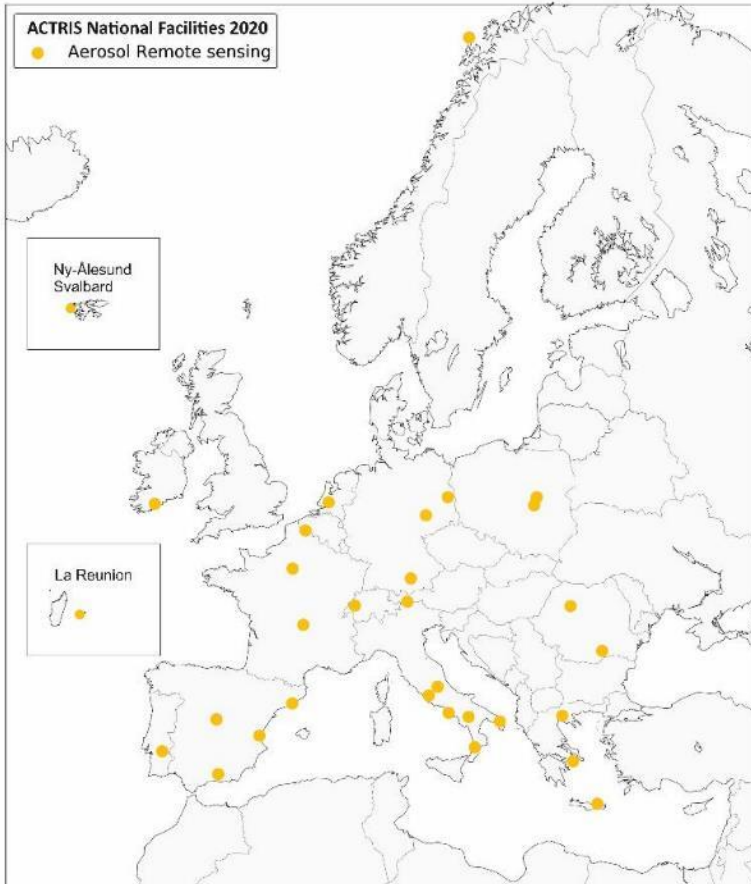 ACTRIS National Facilities 2020
Aerosol Remote sensing
Ny-Ålesund
Svalbard
La Reunion